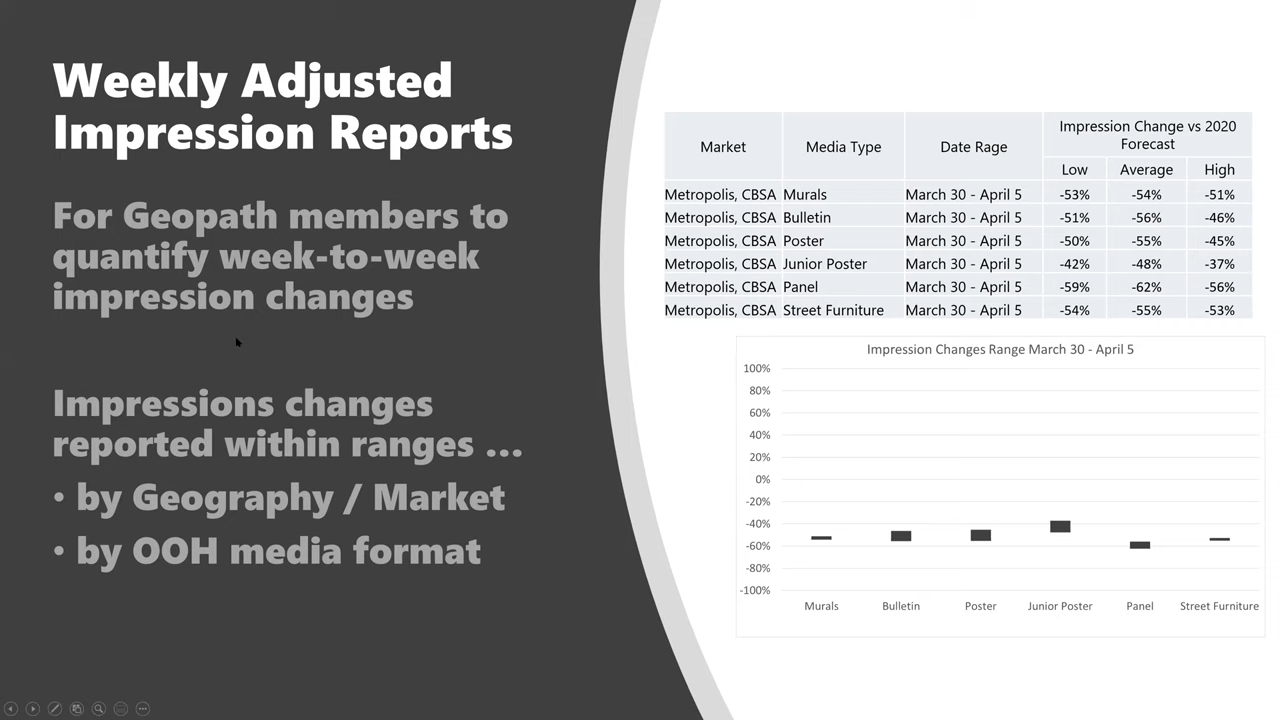 Weekly Adjusted
Impression Reports
For Geopath members to
quantify week-to-week
impression changes
Impressions changes
reported within ranges ...
• by Geography / Market
• by OOH media format
Market Media Type Date Rage Impression Change vs 2020
Forecast
Low Average High
Metropolis, CBSA Murals March 30 - April 5 -53% -54% -51%
Metropolis, CBSA Bulletin March 30 - April 5 -51% -56% -46%
Metropolis, CBSA Poster March 30 - April 5 -50% -55% -45%
Metropolis, CBSA Junior Poster March 30 - April 5 -42% -48% -37%
Metropolis, CBSA Panel March 30 - April 5 -59% -62% -56%
Metropolis, CBSA Street Furniture March 30 - April 5 -54% -55% -53%
Impression Changes Range March 30 - April 5
100%
80%
60%
40%
20%
0%
-20%
-40%
-60%
-80%
-100%
Murals Bulletin Poster Junior Poster Panel Street Furniture